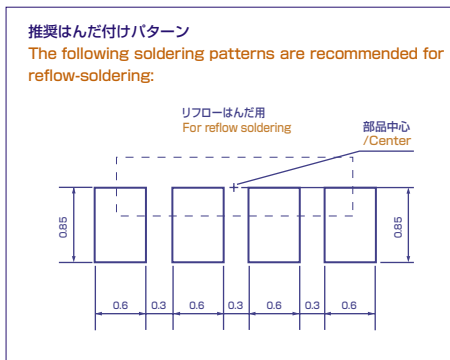 推奨はんだ付けパターン
The following soldering patterns are recommended for
reflow-soldering:
リフローはんだ用
For reflow soldering
部品中心
/Center
0.85
0.85
0.6 0.3 0.6 0.3 0.6 0.3 0.6